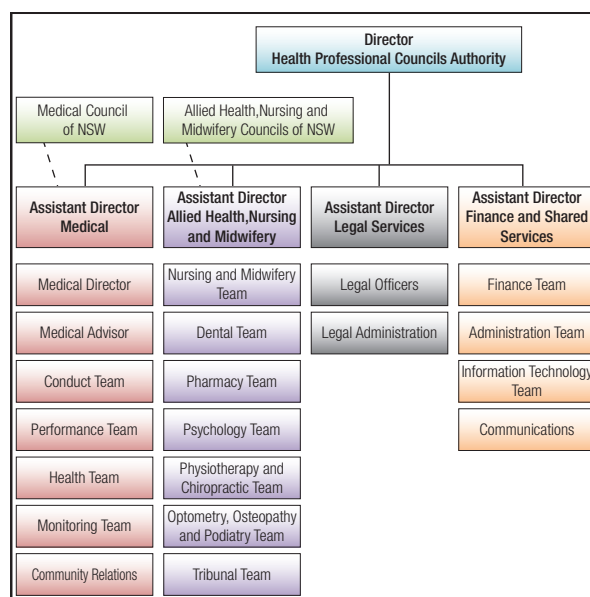 Director
Health Professional Councils Authority
Medical Council
of NSW
Allied Health,Nursing and
Midwifery Councils of NSW
Assistant Director
Medical
Assistant Director
Allied Health,Nursing
and Midwifery
Assistant Director
Legal Services
Assistant Director
Finance and Shared
Services
Medical Director
Medical Advisor
Conduct Team
Performance Team
Health Team
Monitoring Team
Community Relations
Nursing and Midwifery
Team
Dental Team
Pharmacy Team
Psychology Team
Physiotherapy and
Chiropractic Team
Optometry, Osteopathy
and Podiatry Team
Tribunal Team
Legal Officers
Legal Administration
Finance Team
Administration Team
Information Technology
Team
Communications